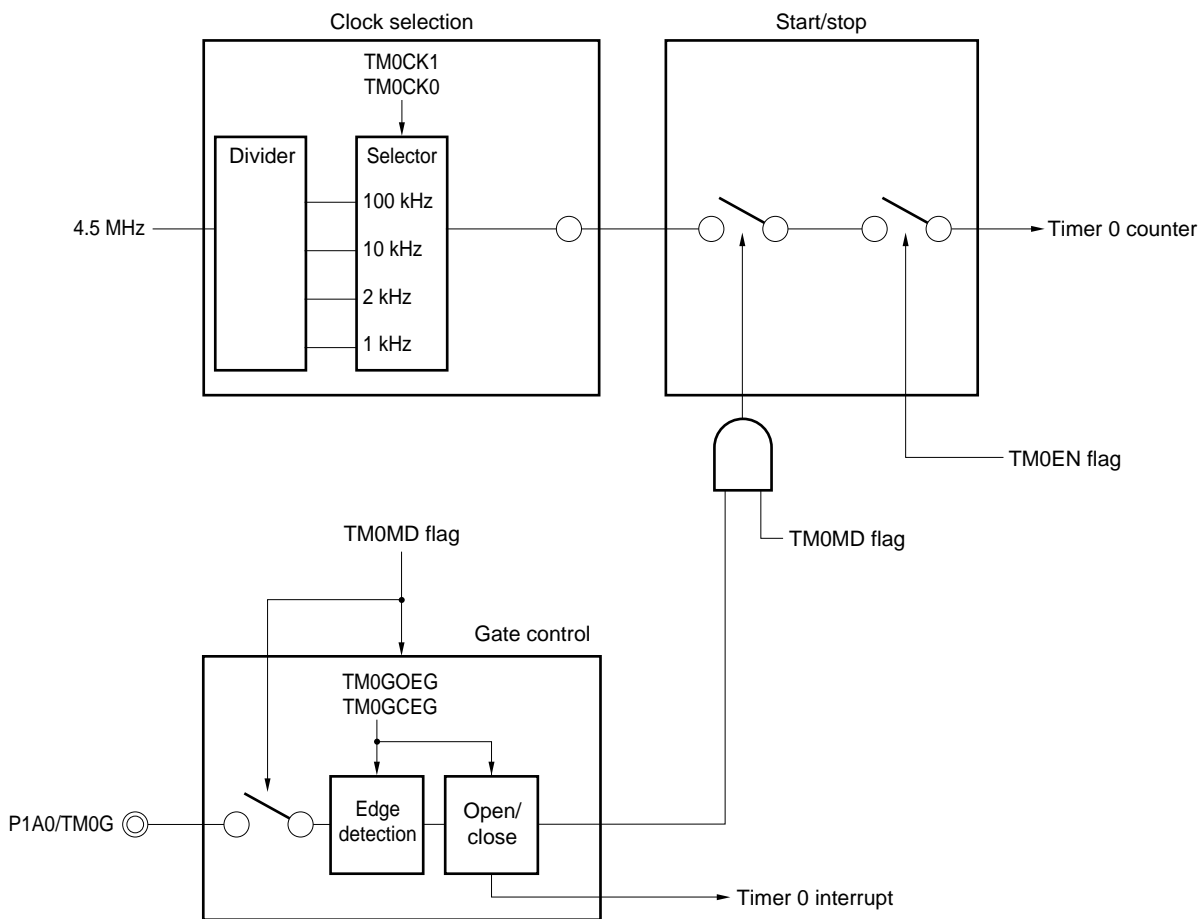 Clock selection
Start/stop
TM0CK1
TM0CK0
Divider
Selector
100 kHz
10 kHz
2 kHz
1 kHz
4.5 MHz
Timer 0 counter
TM0EN flag
TM0MD flag
TM0MD flag
Gate control
TM0GOEG
TM0GCEG
P1A0/TM0G
Edge
detection
Open/
close
Timer 0 interrupt